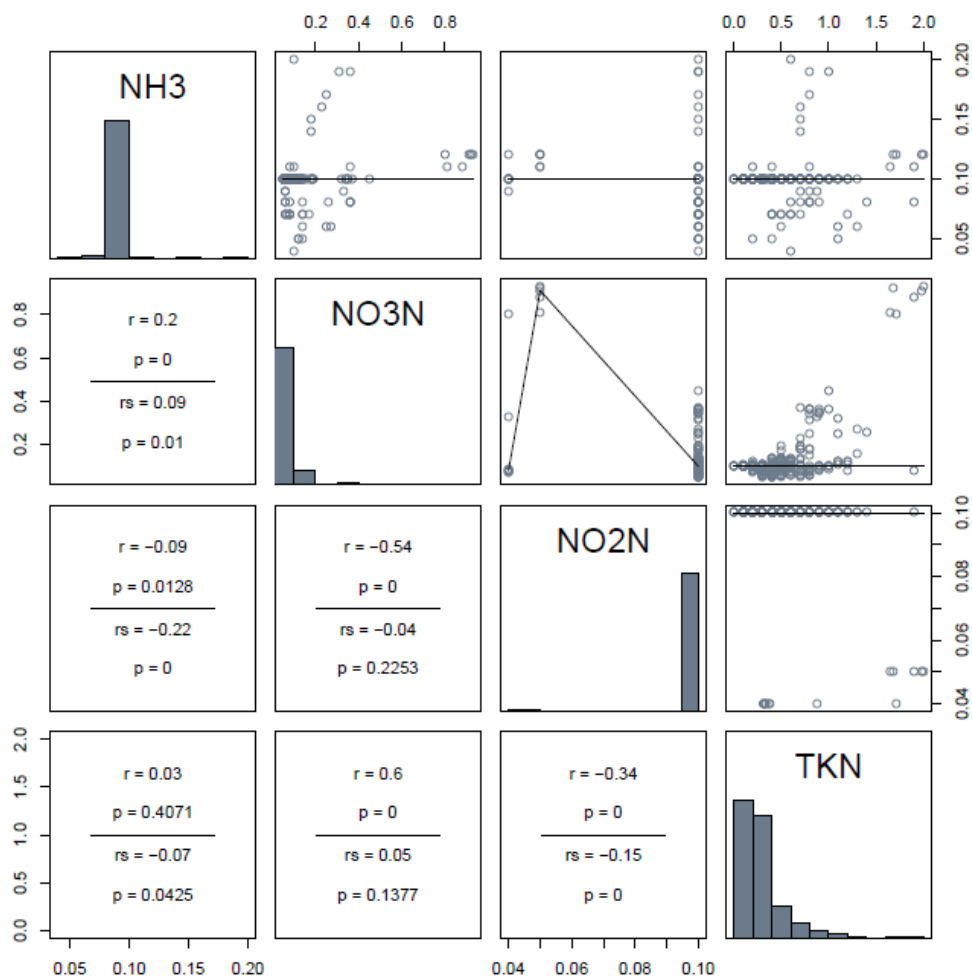 0.2 0.4 0.6 0.8
0.0 0.5 1.0 1.5 2.0
NH3
0.05 0.10 0.15 0.20
0.2 0.4 0.6 0.8
r = 0.2
p = 0
rs = 0.09
p = 0.01
NO3N
r = −0.09
p = 0.0128
rs = −0.22
p = 0
r = −0.54
p = 0
rs = −0.04
p = 0.2253
NO2N
0.04 0.06 0.08 0.10
0.0 0.5 1.0 1.5 2.0
r = 0.03
p = 0.4071
rs = −0.07
p = 0.0425
r = 0.6
p = 0
rs = 0.05
p = 0.1377
r = −0.34
p = 0
rs = −0.15
p = 0
TKN
0.05 0.10 0.20
0.04 0.06 0.08 0.10